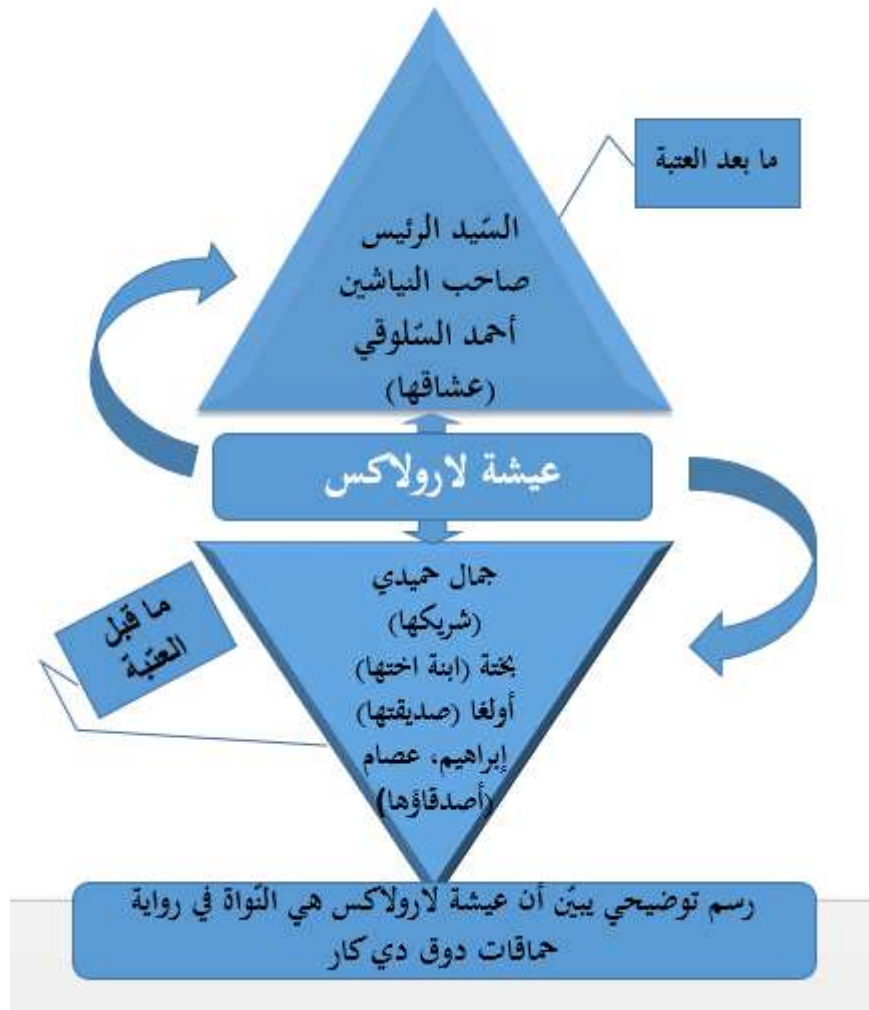 ما بعد العتبة
السّيد الرئيس
صاحب النياشين
أحمد السّلوقي
(عشاقها)
عيشة لارولاكس
جمال حميدي
(شريكها)
بختة (ابنة اختها)
أولغا (صديقتها)
إبراهيم، عصام
(أصدقاؤها)
ما قبل
العتبة
رسم توضيحي يبيّن أن عيشة لارولاكس هي النّواة في رواية
حماقات دوق دي كار